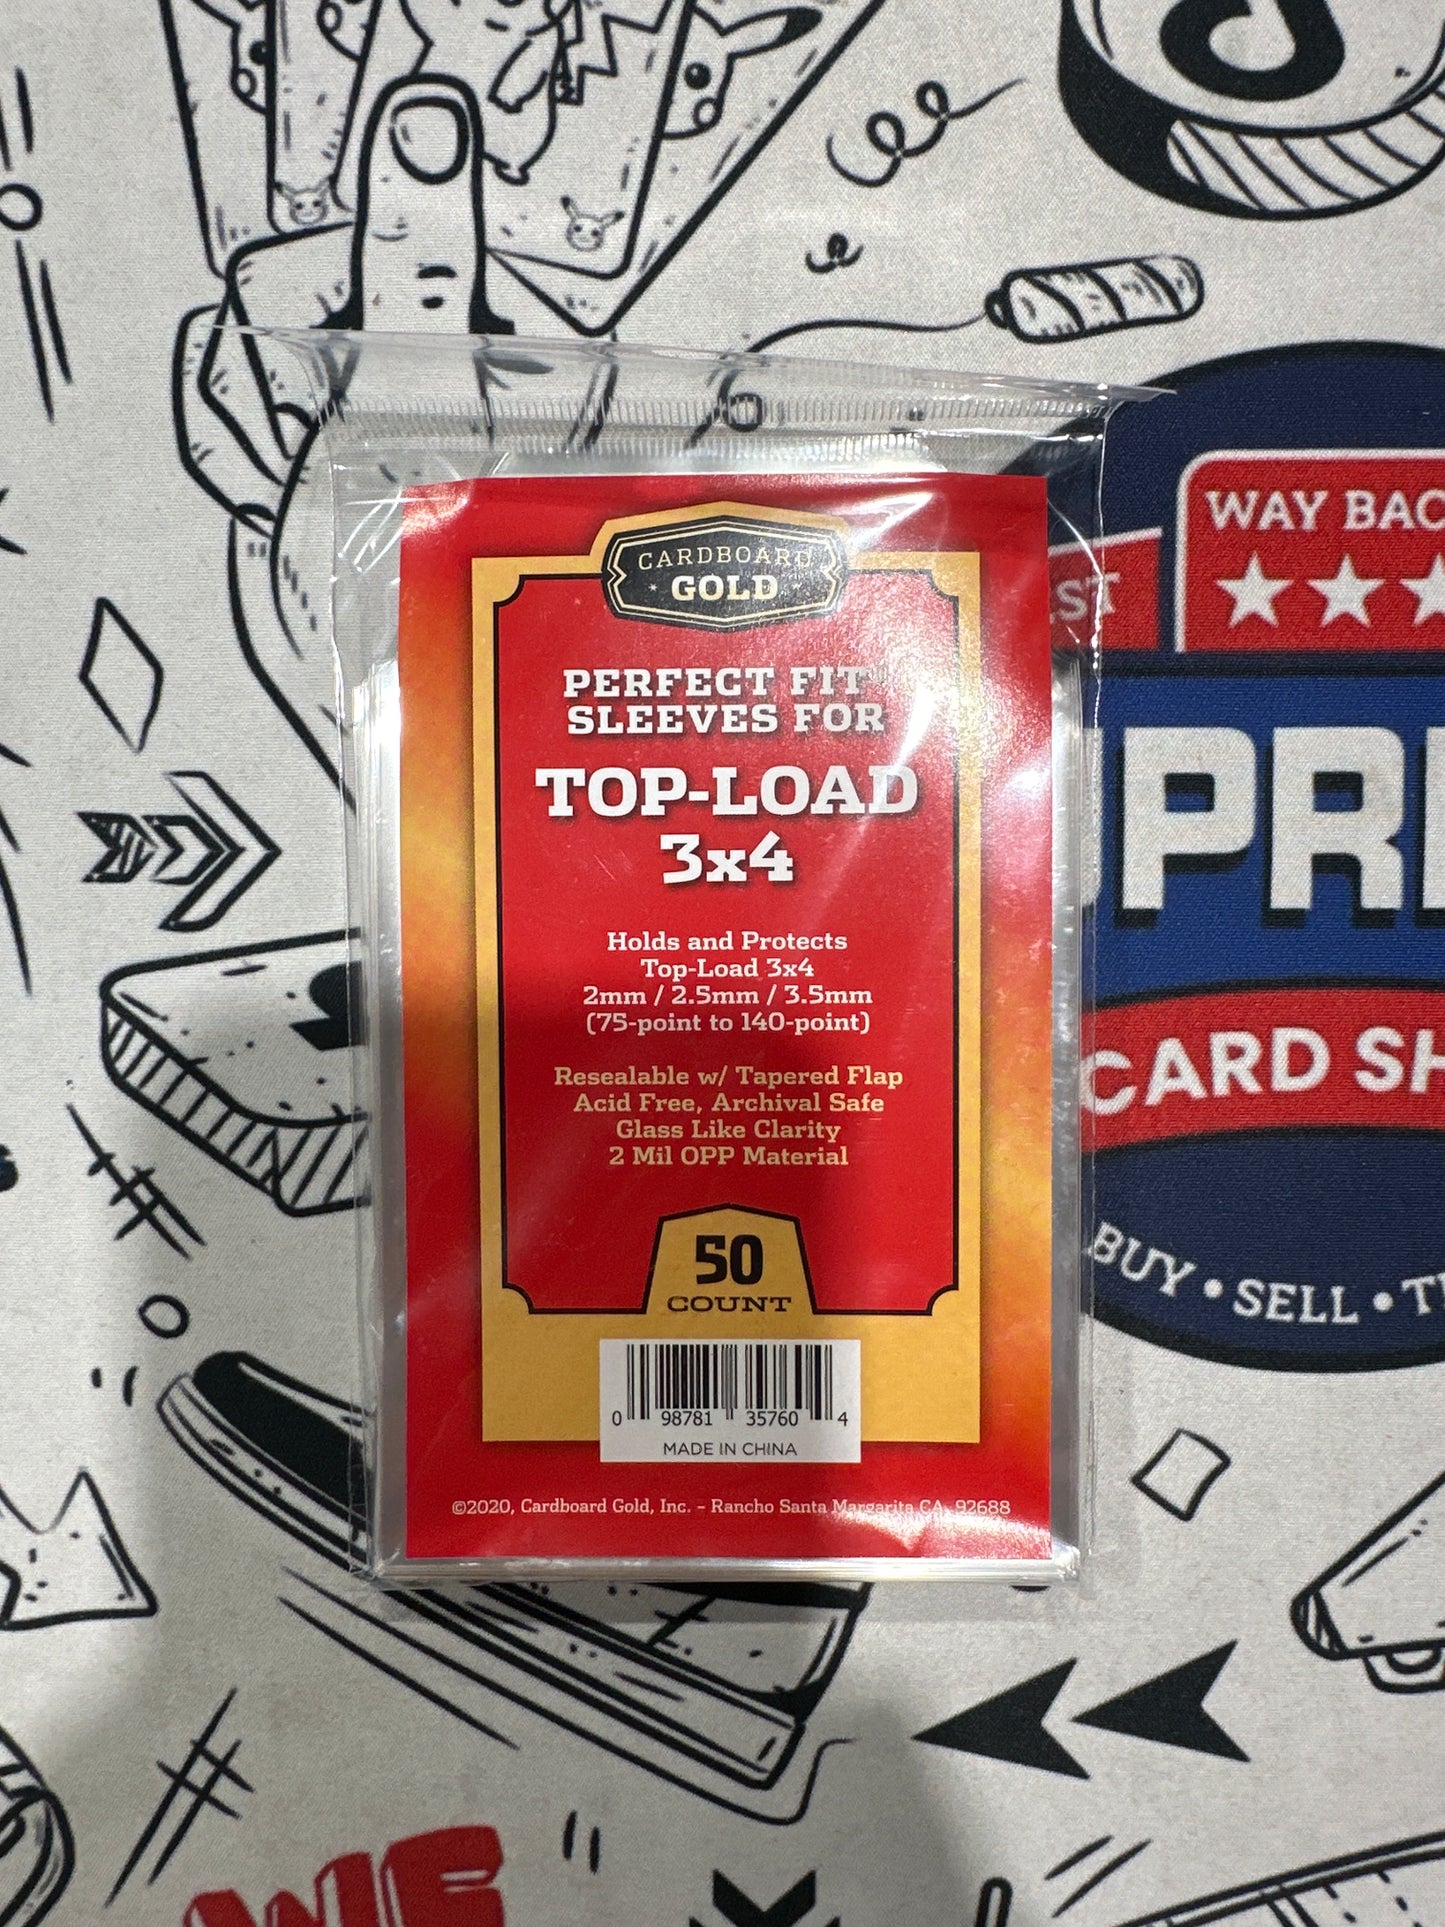 CARDBOARD
GOLD
PERFECT FIT
SLEEVES FOR
TOP-LOAD
3x4
Holds and Protects
Top-Load 3x4
2mm / 2.5mm / 3.5mm
(75-point to 140-point)
Resealable w/ Tapered Flap
Acid Free, Archival Safe
Glass Like Clarity
2 Mil OPP Material
50
COUNT
0 98781 35760 4
MADE IN CHINA
©2020, Cardboard Gold, Inc. – Rancho Santa Margarita CA, 92688
WAY BAC
ST
PR
CARD SH
BUY • SELL • T
WE